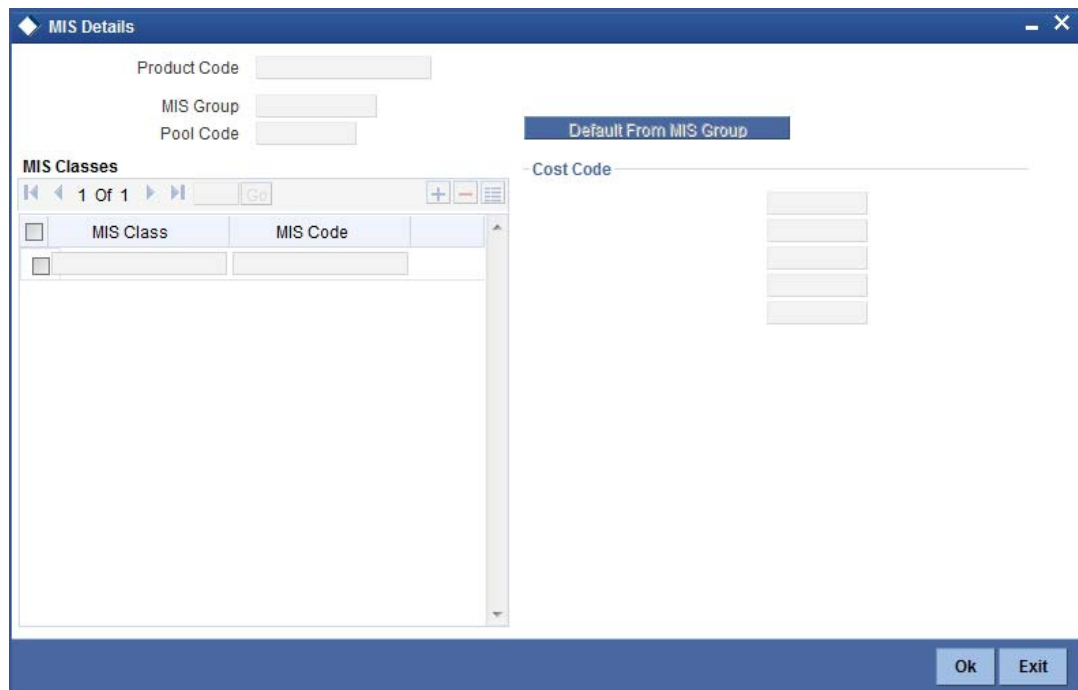 MIS Details
Product Code
MIS Group
Pool Code
Default From MIS Group
MIS Classes
1 Of 1
Go
Cost Code
MIS Class MIS Code
Ok Exit